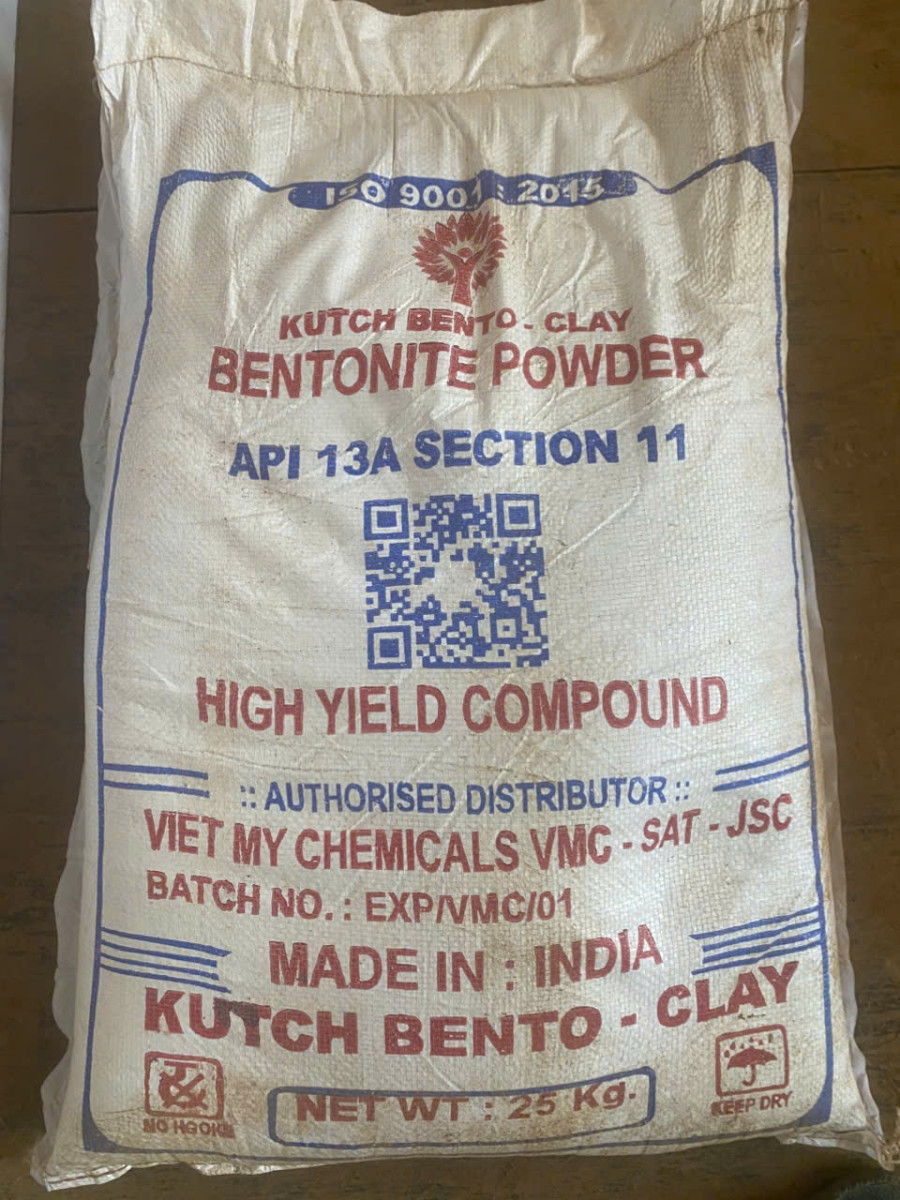 ISO 9001 : 2015
KUTCH BENTO - CLAY
BENTONITE POWDER
API 13A SECTION 11
HIGH YIELD COMPOUND
:: AUTHORISED DISTRIBUTOR ::
VIET MY CHEMICALS VMC - SAT - JSC
BATCH NO. : EXP/VMC/01
MADE IN : INDIA
KUTCH BENTO - CLAY
NO HOOKS
NET WT : 25 Kg.
KEEP DRY